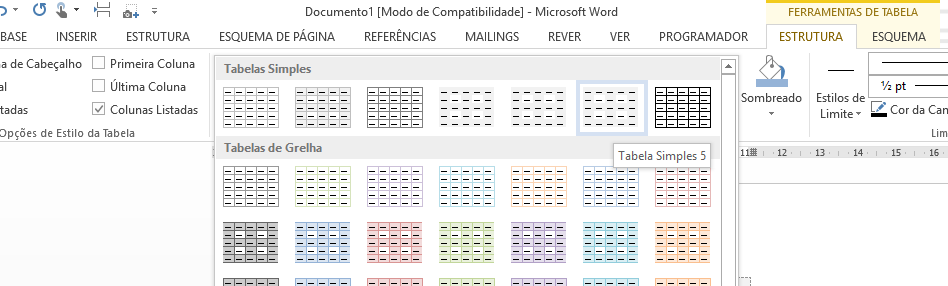 Documento1 [Modo de Compatibilidade] - Microsoft Word
FERRAMENTAS DE TABELA
BASE INSERIR ESTRUTURA ESQUEMA DE PÁGINA REFERÊNCIAS MAILINGS REVER VER PROGRAMADOR ESTRUTURA ESQUEMA
a de Cabeçalho Primeira Coluna
al Última Coluna
tadas Colunas Listadas
Opções de Estilo da Tabela
Tabelas Simples
Tabelas de Grelha
Tabela Simples 5
Sombreado
Estilos de
Limite
½ pt
Cor da Can
Lim
11 12 13 14 15 16